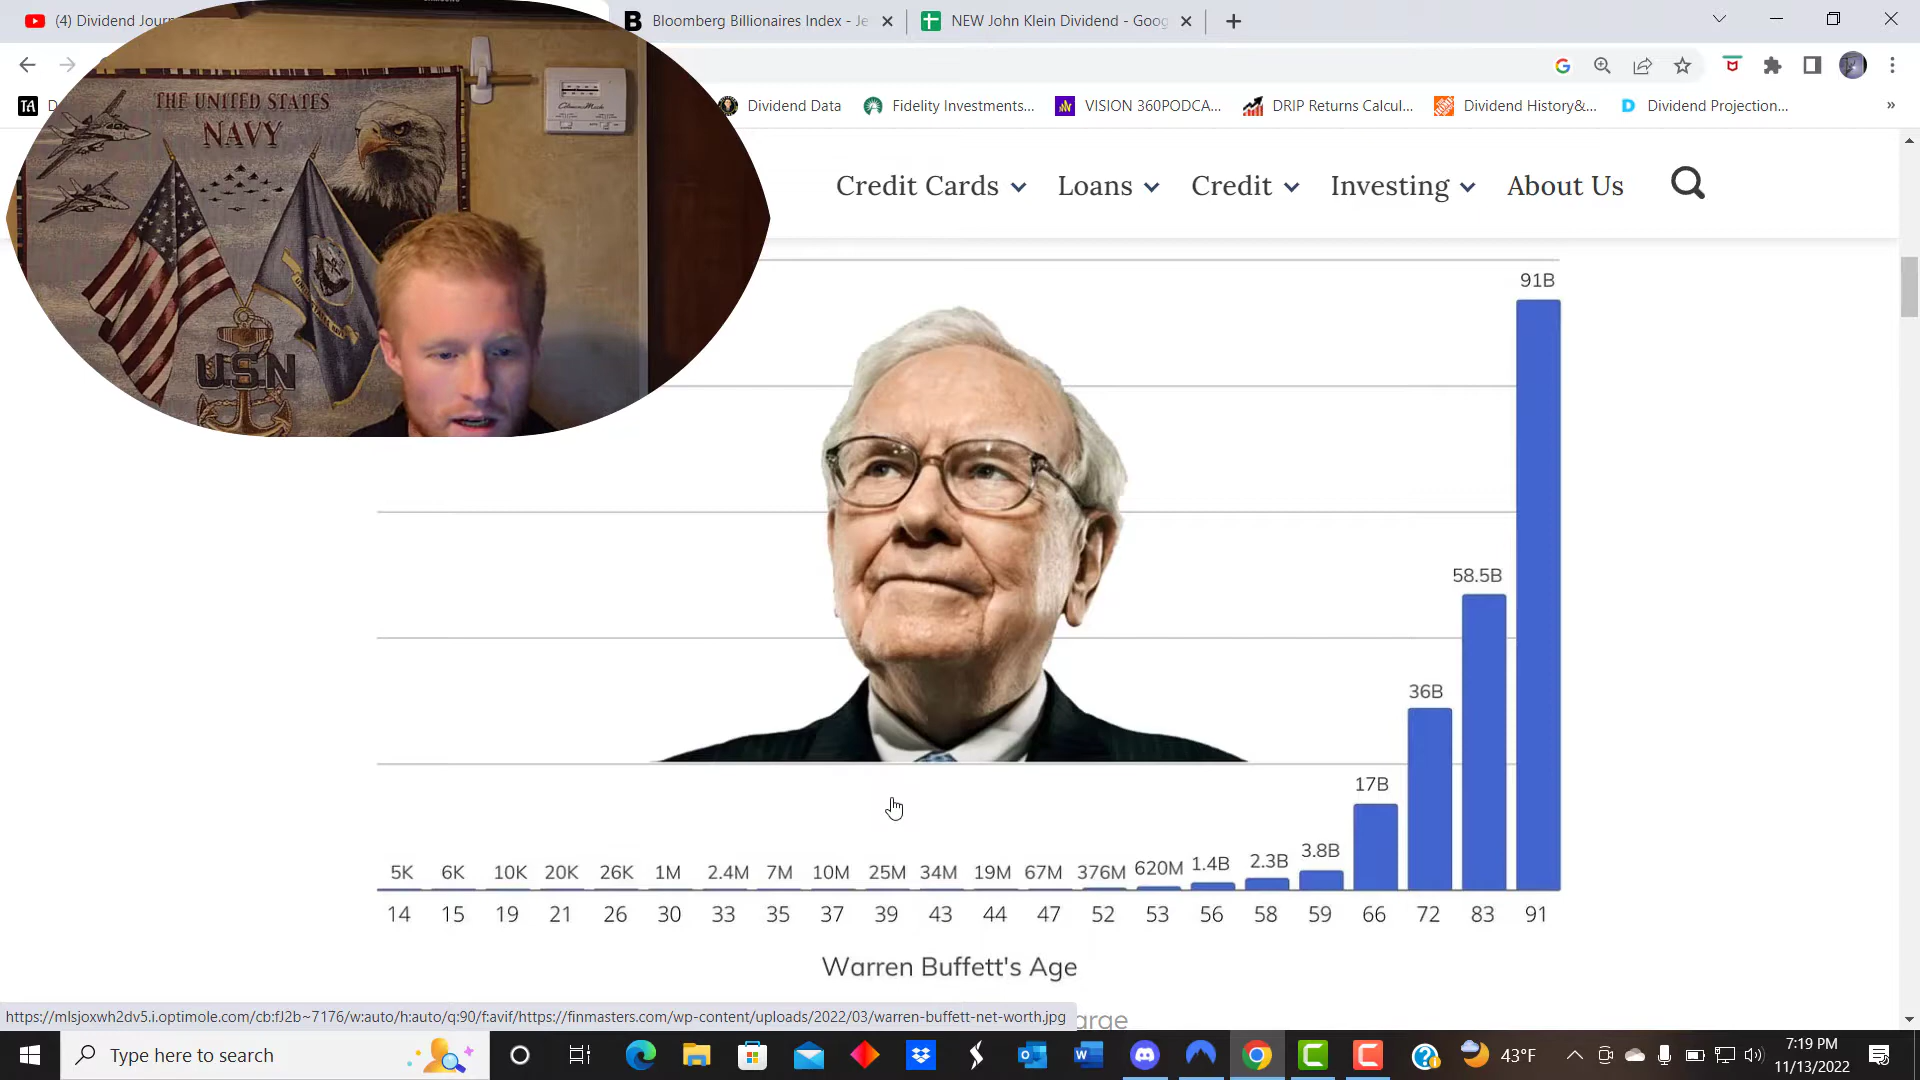 (4) Dividend Jour
Bloomberg Billionaires Index - Je
NEW John Klein Dividend - Goog
TA
D
Dividend Data
Fidelity Investments...
VISION 360PODCA...
DRIP Returns Calcul...
Dividend History&...
Dividend Projection...
»
THE UNITED STATES
NAVY
U.S.N
Credit Cards
Loans
Credit
Investing
About Us
91B
58.5B
36B
17B
5K 6K 10K 20K 26K 1M 2.4M 7M 10M 25M 34M 19M 67M 376M 620M 1.4B 2.3B 3.8B
14 15 19 21 26 30 33 35 37 39 43 44 47 52 53 56 58 59 66 72 83 91
Warren Buffett's Age
https://mlsjoxwh2dv5.i.optimole.com/cb:fJ2b~7176/w:auto/h:auto/q:90/f:avif/https://finmasters.com/wp-content/uploads/2022/03/warren-buffett-net-worth.jpg
arge
Type here to search
43°F
7:19 PM
11/13/2022